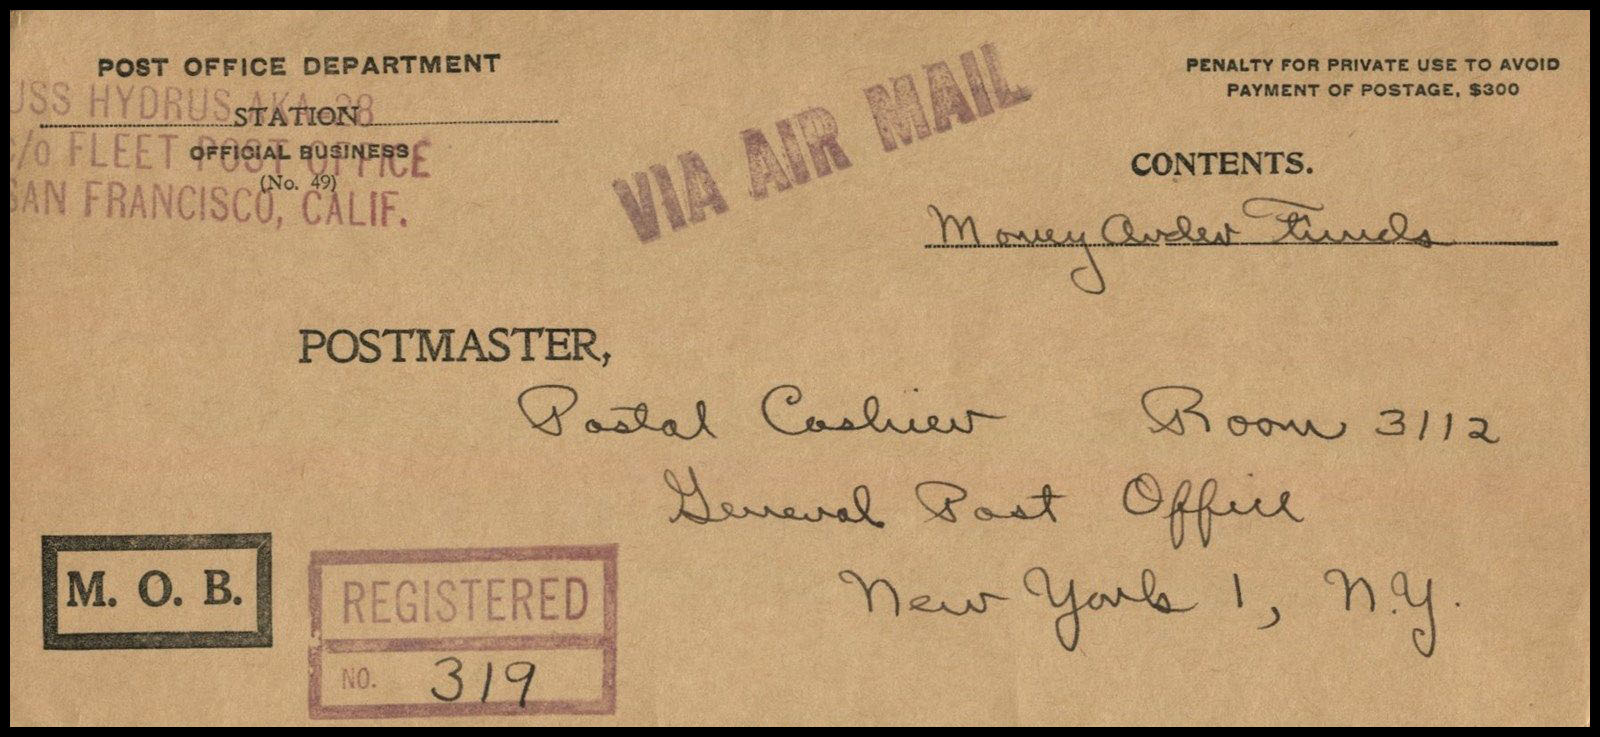 POST OFFICE DEPARTMENT
USS HYDRUS AKA-28
STATION
c/o FLEET POST OFFICE
OFFICIAL BUSINESS
(No. 49)
SAN FRANCISCO, CALIF.
VIA AIR MAIL
PENALTY FOR PRIVATE USE TO AVOID
PAYMENT OF POSTAGE, $300
CONTENTS.
Money Order Funds
POSTMASTER,
Postal Cashier Room 3112
General Post Office
New York 1, N.Y.
M. O. B.
REGISTERED
NO. 319